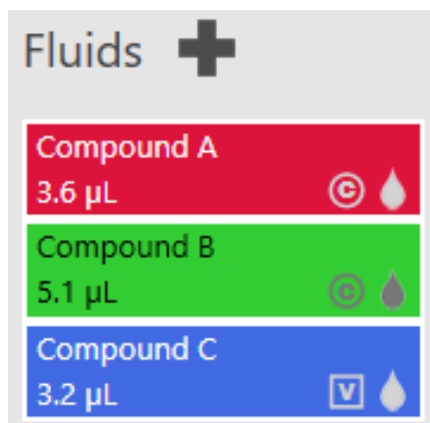 Fluids
Compound A
3.6 µL
C
Compound B
5.1 µL
C
Compound C
3.2 µL
V